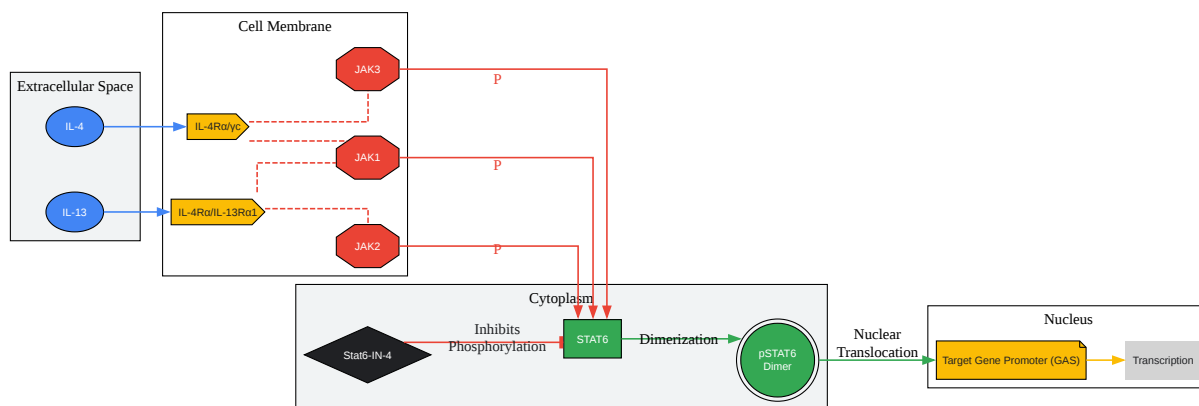 Cell Membrane
Extracellular Space
JAK3
P
IL-4
IL-4Rα/γc
JAK1
P
IL-13
IL-4Rα/IL-13Rα1
JAK2
P
Cytoplasm
Stat6-IN-4
Inhibits
Phosphorylation
STAT6
Dimerization
pSTAT6
Dimer
Nuclear
Translocation
Nucleus
Target Gene Promoter (GAS)
Transcription